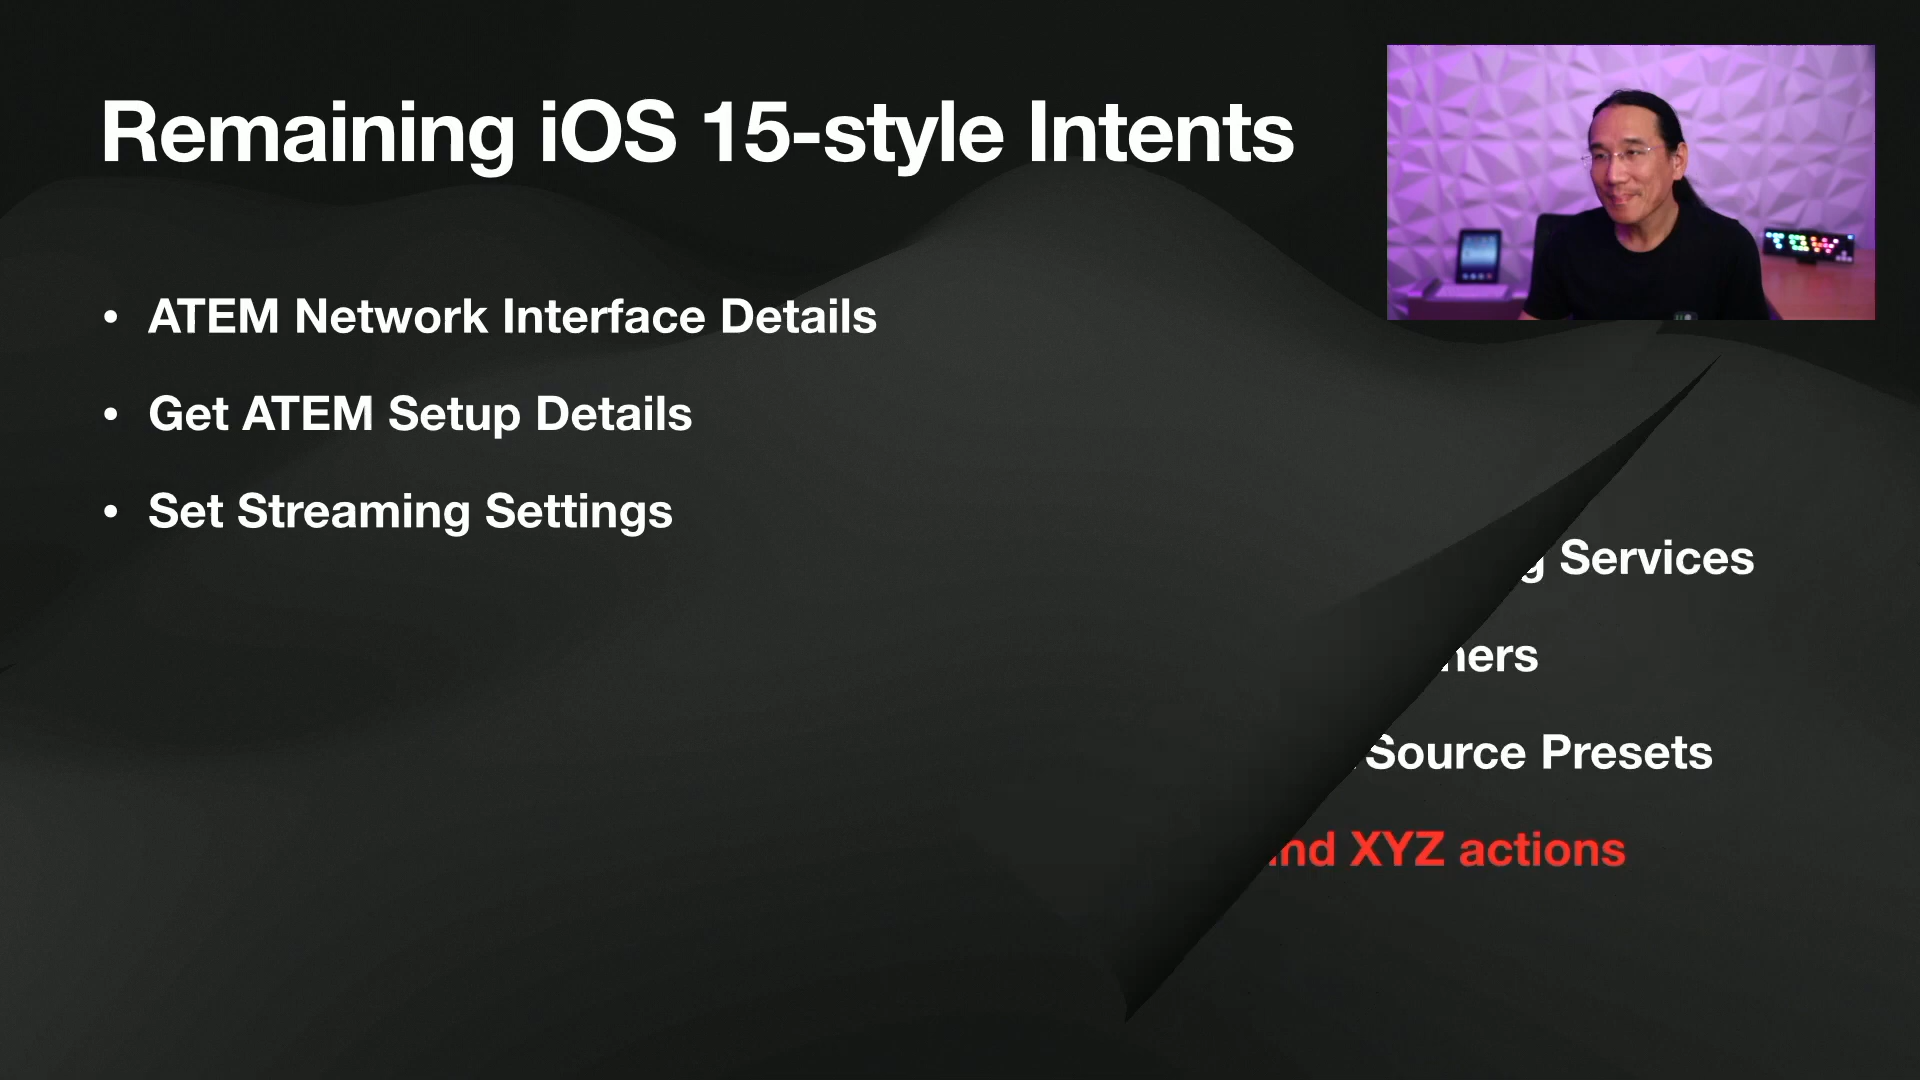 Remaining iOS 15-style Intents
• ATEM Network Interface Details
• Get ATEM Setup Details
• Set Streaming Settings
Services
Source Presets
XYZ actions